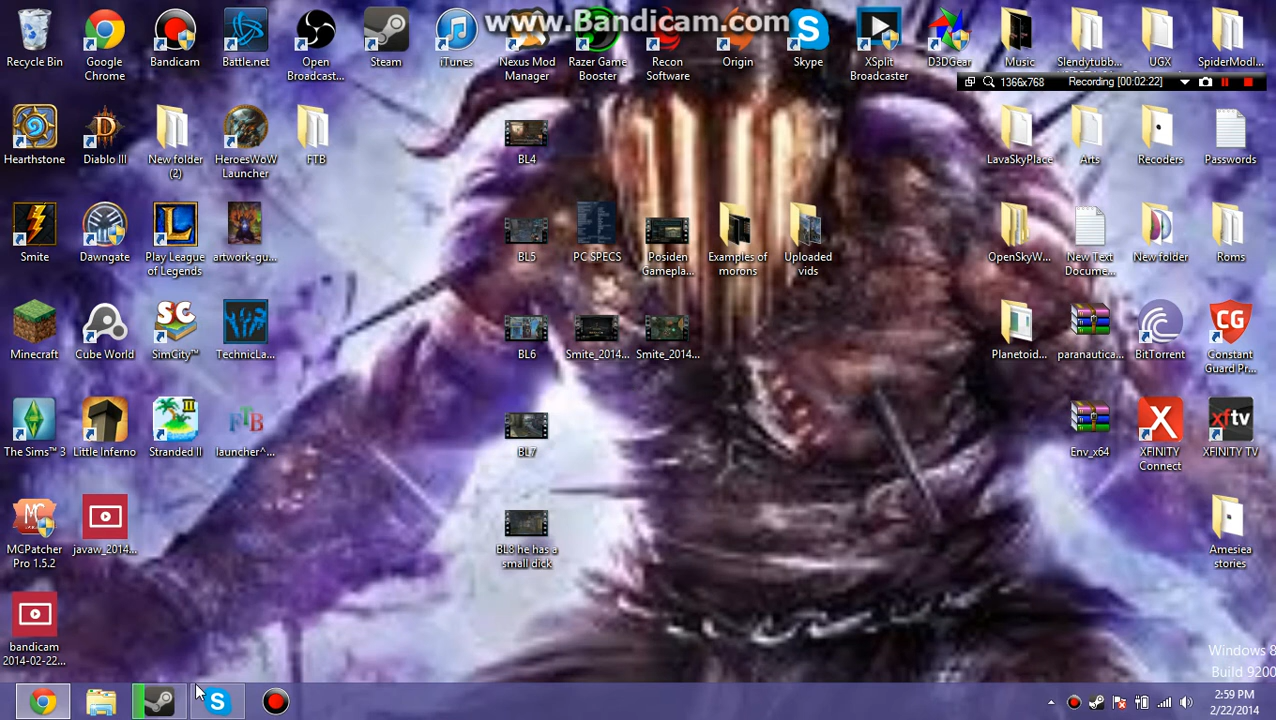 www.Bandicam.com
Recycle Bin
Google Chrome
Bandicam
Battle.net
Open Broadcast...
Steam
iTunes
Nexus Mod Manager
Razer Game Booster
Recon Software
Origin
Skype
XSplit Broadcaster
D3DGear
Music
Slendytubb...
UGX
SpiderModl...
1366x768
Recording [00:02:22]
Hearthstone
Diablo III
New folder (2)
HeroesWoW Launcher
FTB
BL4
LavaSkyPlace
Arts
Recoders
Passwords
Smite
Dawngate
Play League of Legends
artwork-gu...
BL5
PC SPECS
Posiden Gamepla...
Examples of morons
Uploaded vids
OpenSkyW...
New Text Docume...
New folder
Roms
Minecraft
Cube World
SC
SimCity™
TechnicLa...
BL6
Smite_2014...
Smite_2014...
Planetoid...
paranautica...
BitTorrent
CG
Constant Guard Pr...
The Sims™ 3
Little Inferno
Stranded II
FTB
launcher^...
BL7
Env_x64
X
XFINITY Connect
xftv
XFINITY TV
MC
MCPatcher Pro 1.5.2
javaw_2014...
BL8 he has a small dick
Amesiea stories
bandicam 2014-02-22...
Windows 8
Build 9200
2:59 PM
2/22/2014